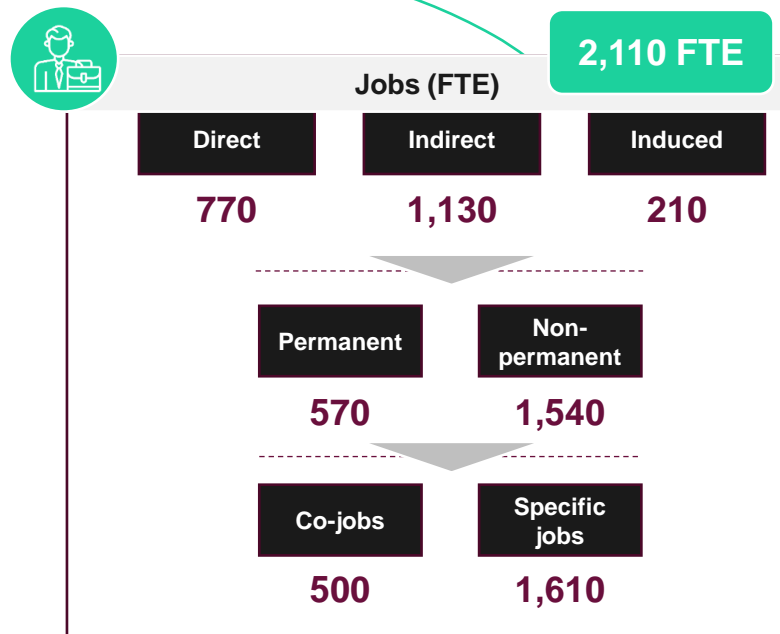 2,110 FTE
Jobs (FTE)
Direct
Indirect
Induced
770
1,130
210
Permanent
Non-
permanent
570
1,540
Co-jobs
Specific
jobs
500
1,610